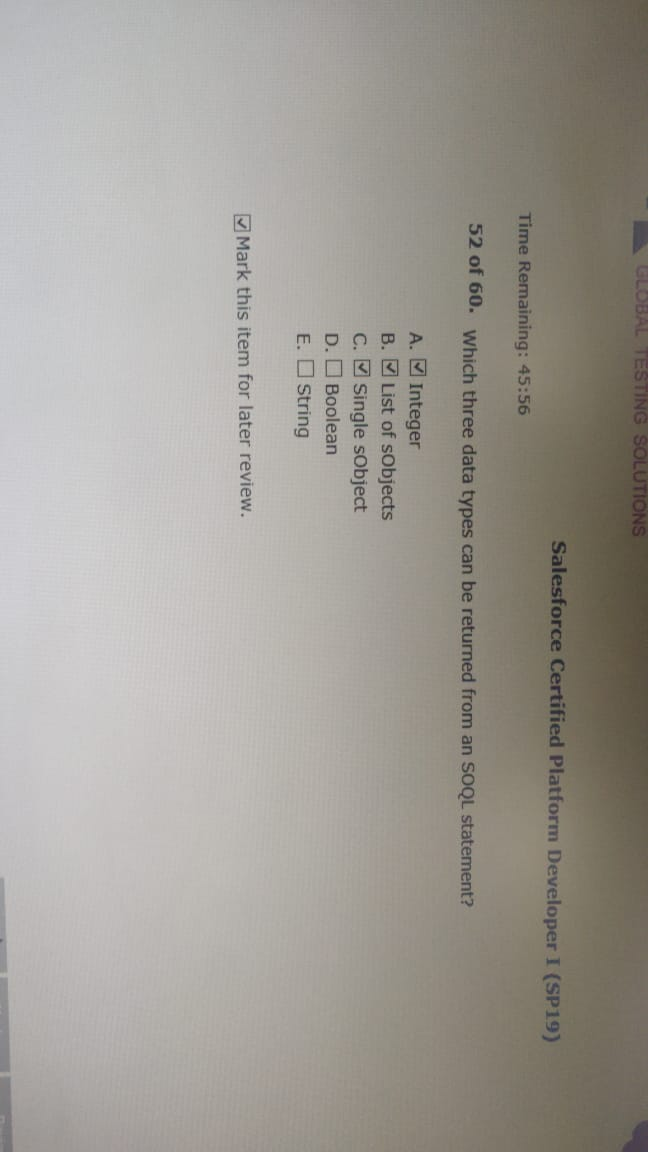 GLOBAL TESTING SOLUTIONS
Salesforce Certified Platform Developer I (SP19)
Time Remaining: 45:56
52 of 60. Which three data types can be returned from an SOQL statement?
A. Integer
B. List of sObjects
C. Single sObject
D. Boolean
E. String
Mark this item for later review.